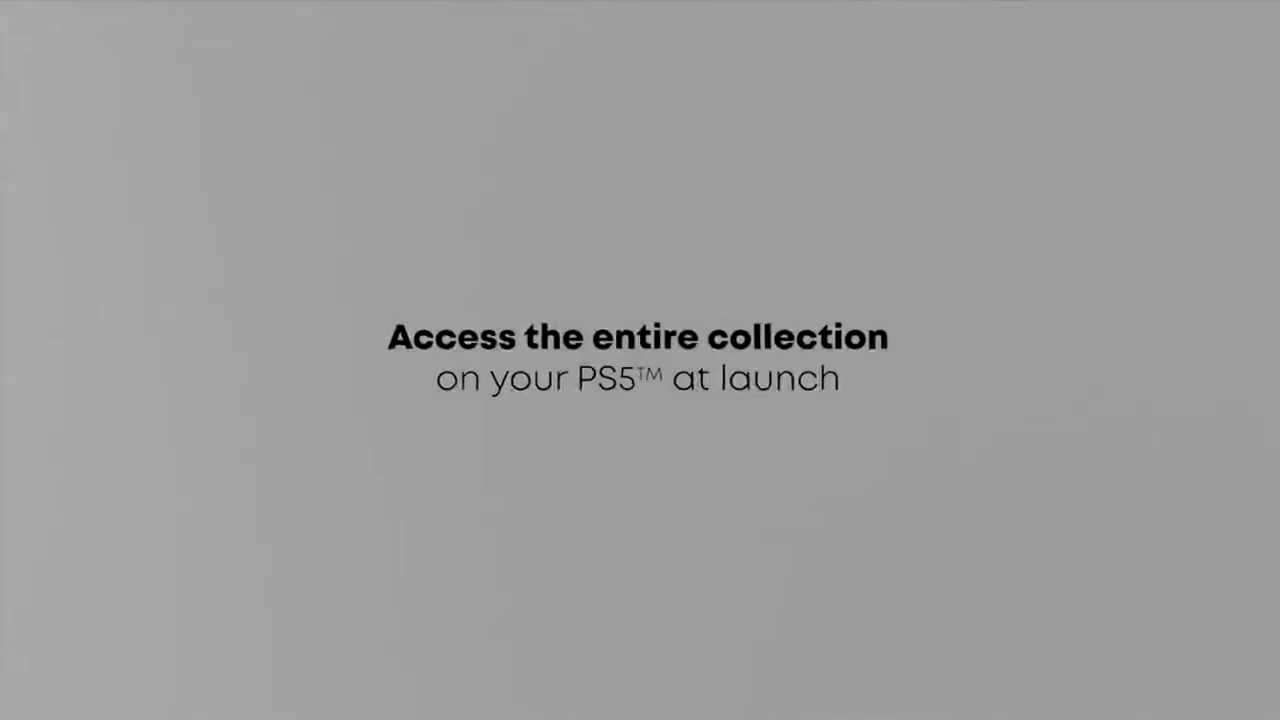 Access the entire collection
on your PS5™ at launch